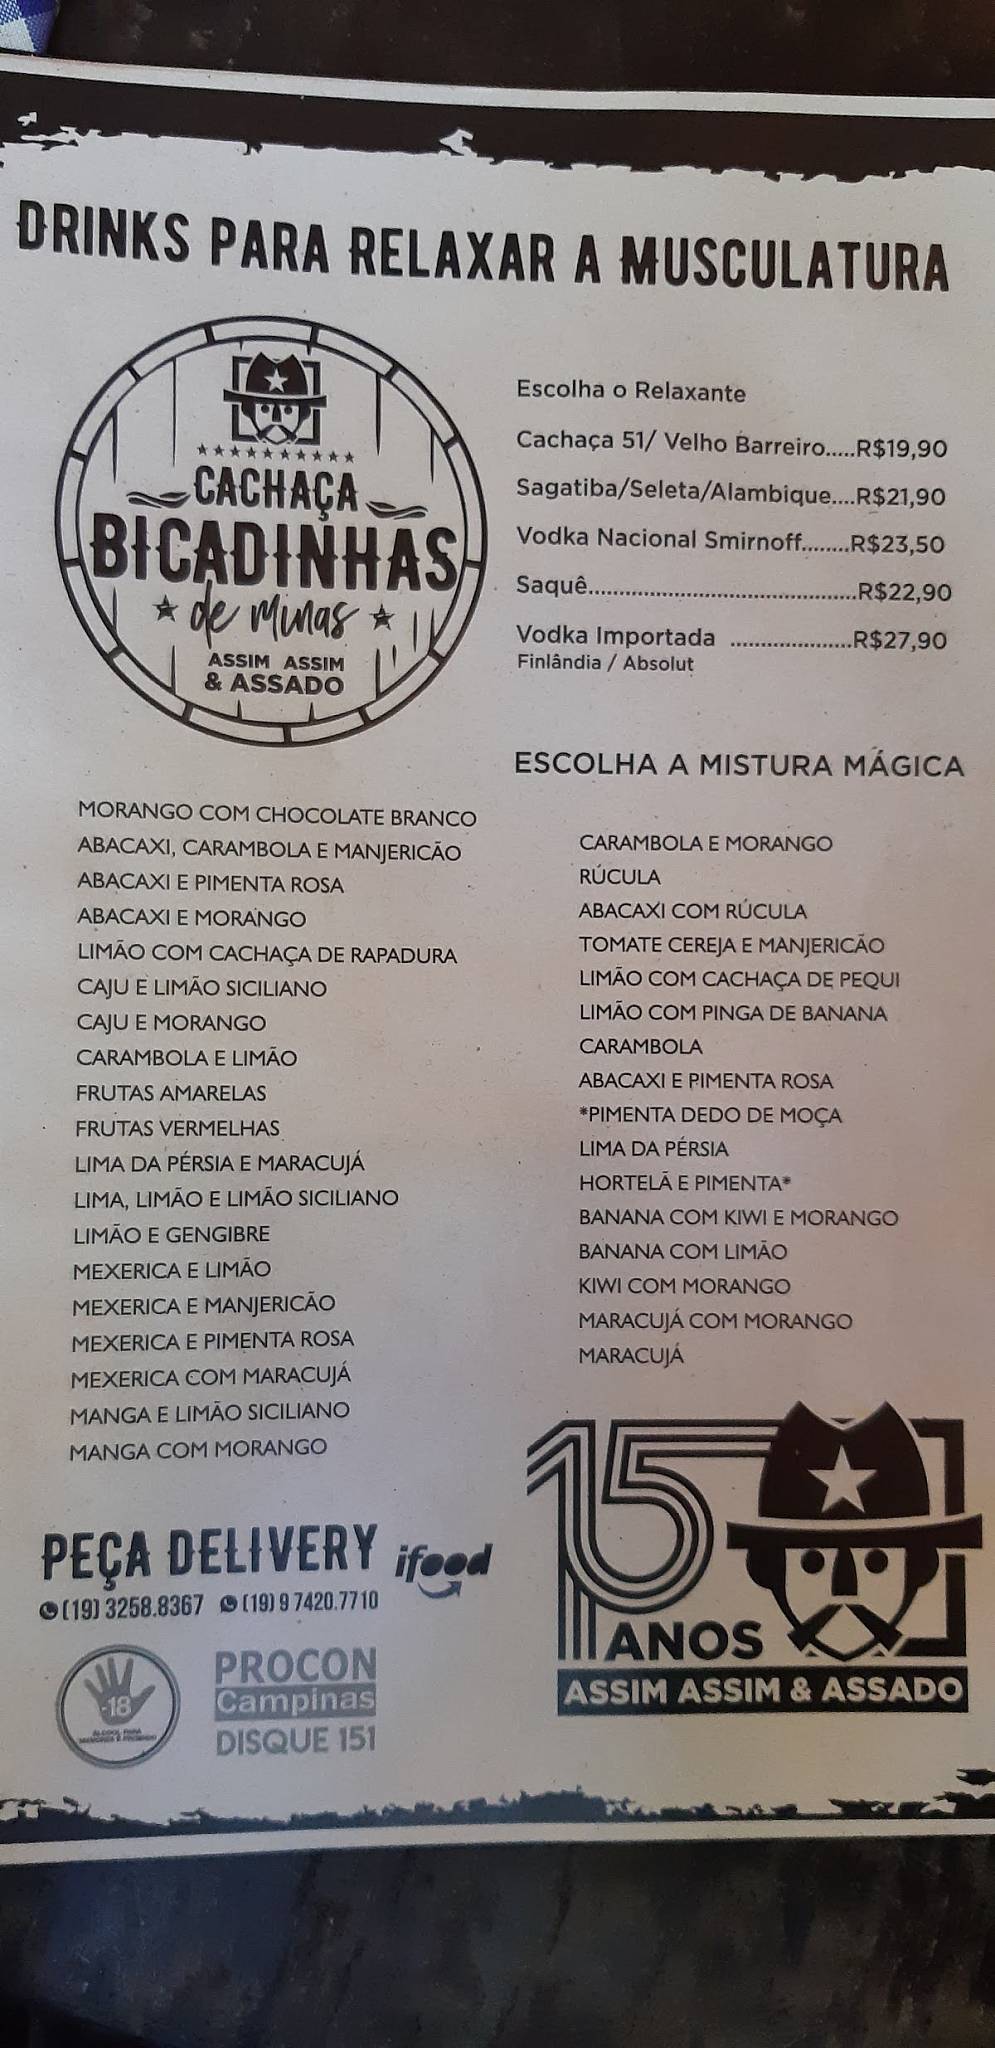 DRINKS PARA RELAXAR A MUSCULATURA
CACHAÇA
BICADINHAS
de Minas
ASSIM ASSIM
& ASSADO
Escolha o Relaxante
Cachaça 51/ Velho Barreiro.....R$19,90
Sagatiba/Seleta/Alambique....R$21,90
Vodka Nacional Smirnoff........R$23,50
Saquê.............................................R$22,90
Vodka Importada ....................R$27,90
Finlândia / Absolut
ESCOLHA A MISTURA MÁGICA
MORANGO COM CHOCOLATE BRANCO
ABACAXI, CARAMBOLA E MANJERICÃO
ABACAXI E PIMENTA ROSA
ABACAXI E MORANGO
LIMÃO COM CACHAÇA DE RAPADURA
CAJU E LIMÃO SICILIANO
CAJU E MORANGO
CARAMBOLA E LIMÃO
FRUTAS AMARELAS
FRUTAS VERMELHAS
LIMA DA PÉRSIA E MARACUJÁ
LIMA, LIMÃO E LIMÃO SICILIANO
LIMÃO E GENGIBRE
MEXERICA E LIMÃO
MEXERICA E MANJERICÃO
MEXERICA E PIMENTA ROSA
MEXERICA COM MARACUJÁ
MANGA E LIMÃO SICILIANO
MANGA COM MORANGO
CARAMBOLA E MORANGO
RÚCULA
ABACAXI COM RÚCULA
TOMATE CEREJA E MANJERICÃO
LIMÃO COM CACHAÇA DE PEQUI
LIMÃO COM PINGA DE BANANA
CARAMBOLA
ABACAXI E PIMENTA ROSA
*PIMENTA DEDO DE MOÇA
LIMA DA PÉRSIA
HORTELÃ E PIMENTA*
BANANA COM KIWI E MORANGO
BANANA COM LIMÃO
KIWI COM MORANGO
MARACUJÁ COM MORANGO
MARACUJÁ
PEÇA DELIVERY ifood
(19) 3258.8367 (19) 9 7420.7710
-18
ÁLCOOL PARA
MENORES É PROIBIDO
PROCON
Campinas
DISQUE 151
15
ANOS
ASSIM ASSIM & ASSADO